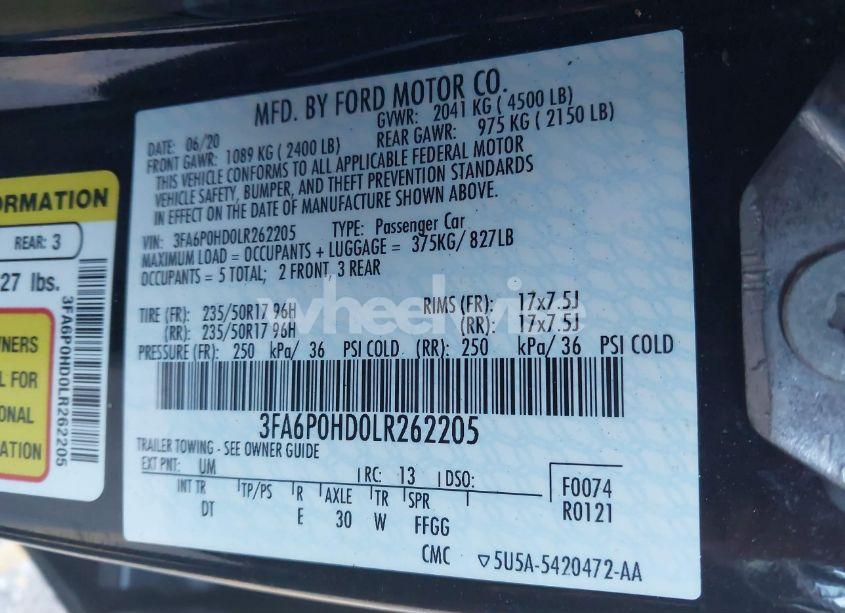 MFD. BY FORD MOTOR CO.
DATE: 06/20 GVWR: 2041 KG ( 4500 LB)
FRONT GAWR: 1089 KG ( 2400 LB) REAR GAWR: 975 KG ( 2150 LB)
THIS VEHICLE CONFORMS TO ALL APPLICABLE FEDERAL MOTOR
VEHICLE SAFETY, BUMPER, AND THEFT PREVENTION STANDARDS
IN EFFECT ON THE DATE OF MANUFACTURE SHOWN ABOVE.
VIN: 3FA6P0HD0LR262205 TYPE: Passenger Car
MAXIMUM LOAD = OCCUPANTS + LUGGAGE = 375KG/ 827LB
OCCUPANTS = 5 TOTAL; 2 FRONT, 3 REAR
TIRE (FR): 235/50R17 96H RIMS (FR): 17x7.5J
(RR): 235/50R17 96H (RR): 17x7.5J
PRESSURE (FR): 250 kPa/ 36 PSI COLD (RR): 250 kPa/ 36 PSI COLD
3FA6P0HD0LR262205
TRAILER TOWING - SEE OWNER GUIDE
EXT PNT: UM RC: 13 DSO: F0074
INT TR TP/PS R AXLE TR SPR R0121
DT E 30 W FFGG
CMC ▽5U5A-5420472-AA
ORMATION
REAR: 3
27 lbs.
3FA6P0HD0LR262205
NERS
L FOR
ONAL
ATION
wheelwise